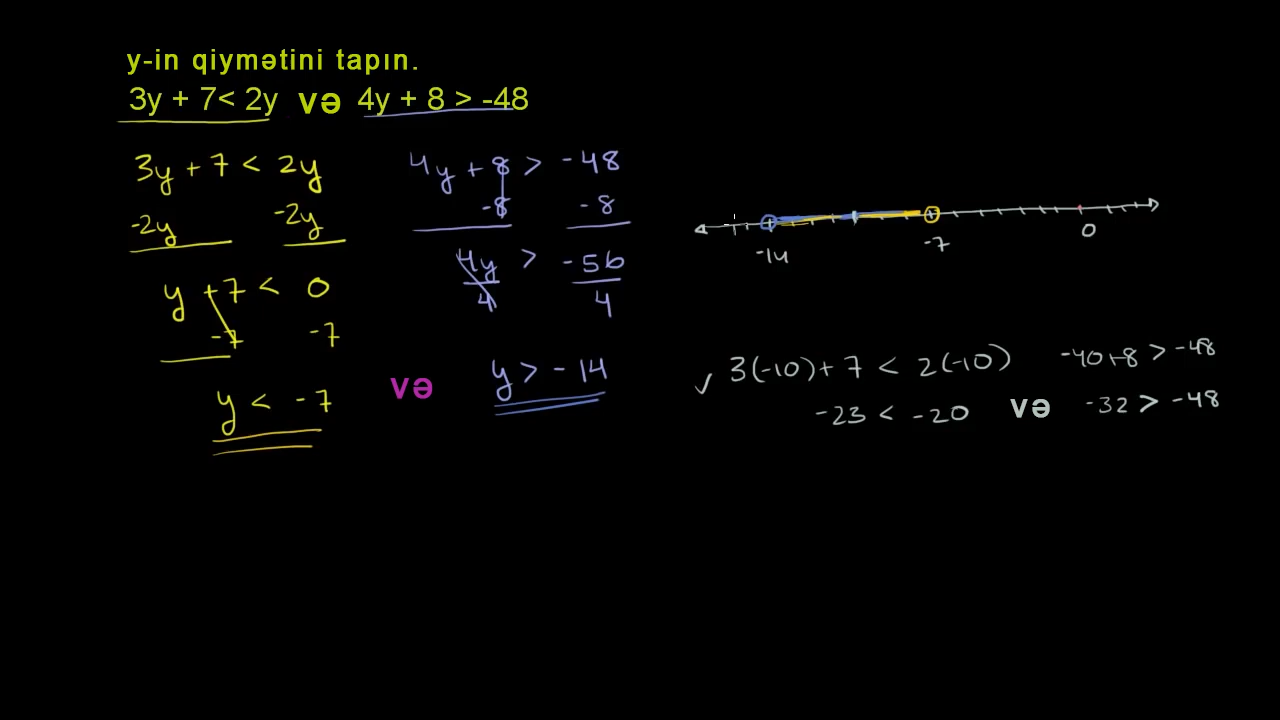 y-in qiymətini tapın.
3y + 7< 2y və 4y + 8 > -48
3y + 7 < 2y
-2y -2y
y + 7 < 0
-7 -7
y < -7
və
4y + 8 > -48
-8 -8
4y > -56
4 4
y > -14
-14 -7 0
3(-10) + 7 < 2(-10) -40+8 > -48
✓
-23 < -20 və -32 > -48